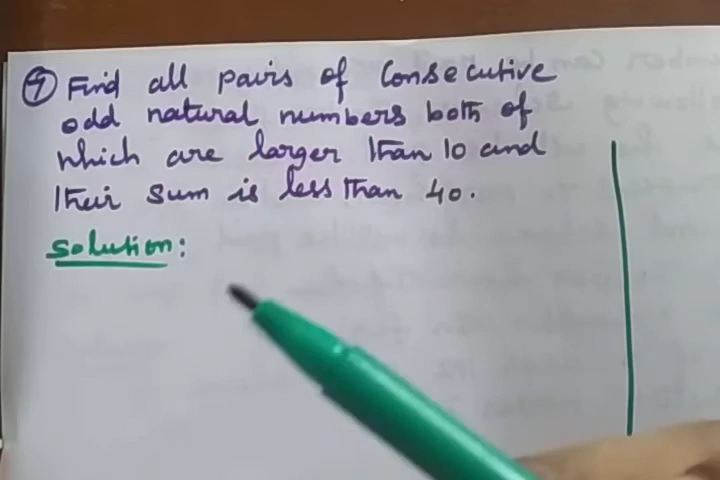 9 Find all pairs of Consecutive
odd natural numbers both of
which are larger than 10 and
their sum is less than 40.
Solution: